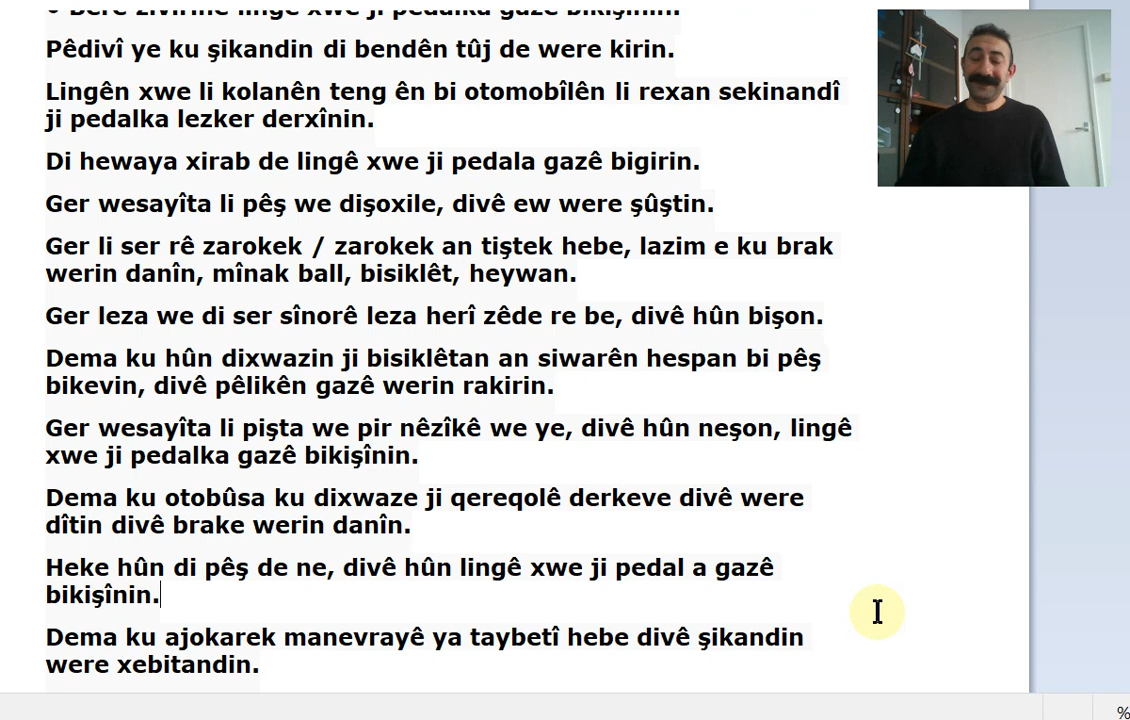 • Berê zivirînê lingê xwe ji pedalka gazê bikişînin.
Pêdivî ye ku şikandin di bendên tûj de were kirin.
Lingên xwe li kolanên teng ên bi otomobîlên li rexan sekinandî
ji pedalka lezker derxînin.
Di hewaya xirab de lingê xwe ji pedala gazê bigirin.
Ger wesayîta li pêş we dişoxile, divê ew were şûştin.
Ger li ser rê zarokek / zarokek an tiştek hebe, lazim e ku brak
werin danîn, mînak ball, bisiklêt, heywan.
Ger leza we di ser sînorê leza herî zêde re be, divê hûn bişon.
Dema ku hûn dixwazin ji bisiklêtan an siwarên hespan bi pêş
bikevin, divê pêlikên gazê werin rakirin.
Ger wesayîta li pişta we pir nêzîkê we ye, divê hûn neşon, lingê
xwe ji pedalka gazê bikişînin.
Dema ku otobûsa ku dixwaze ji qereqolê derkeve divê were
dîtin divê brake werin danîn.
Heke hûn di pêş de ne, divê hûn lingê xwe ji pedal a gazê
bikişînin.
Dema ku ajokarek manevrayê ya taybetî hebe divê şikandin
were xebitandin.
%